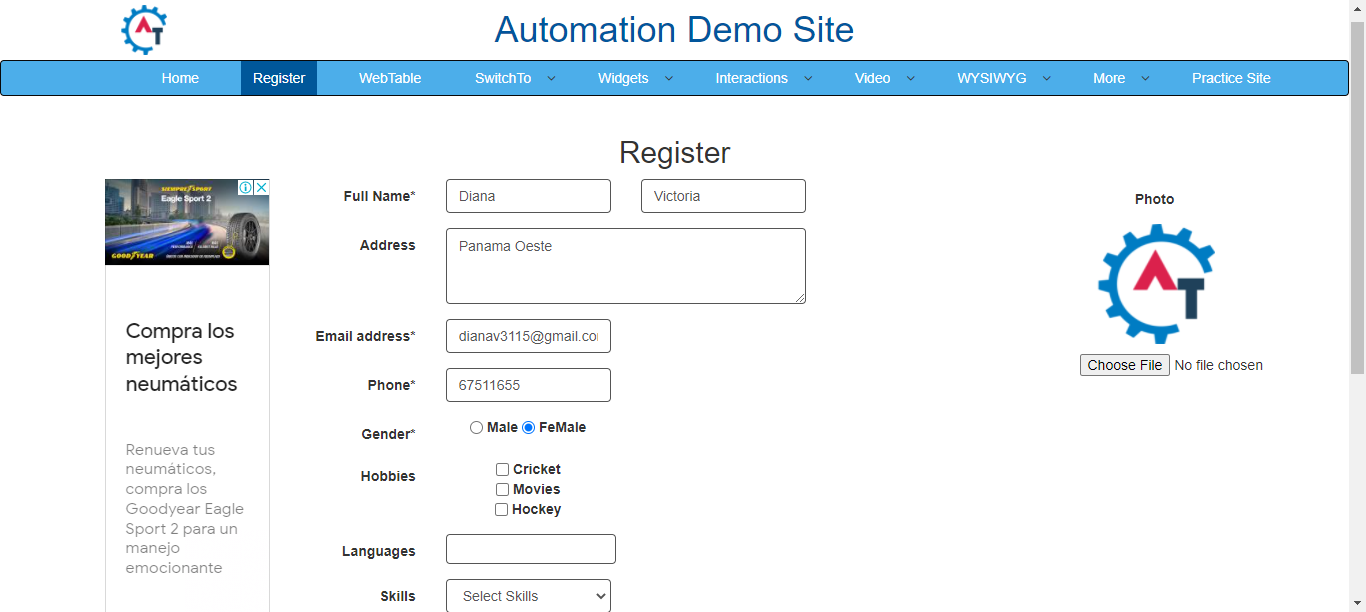 AT
Automation Demo Site
Home Register WebTable SwitchTo Widgets Interactions Video WYSIWYG More Practice Site
Register
SIEMPRE SPORT
Eagle Sport 2
GOODYEAR
Compra los
mejores
neumáticos
Renueva tus
neumáticos,
compra los
Goodyear Eagle
Sport 2 para un
manejo
emocionante
Full Name* Diana Victoria
Address Panama Oeste
Email address* dianav3115@gmail.co
Phone* 67511655
Gender* Male FeMale
Hobbies Cricket
Movies
Hockey
Languages
Skills Select Skills
Photo
AT
Choose File No file chosen